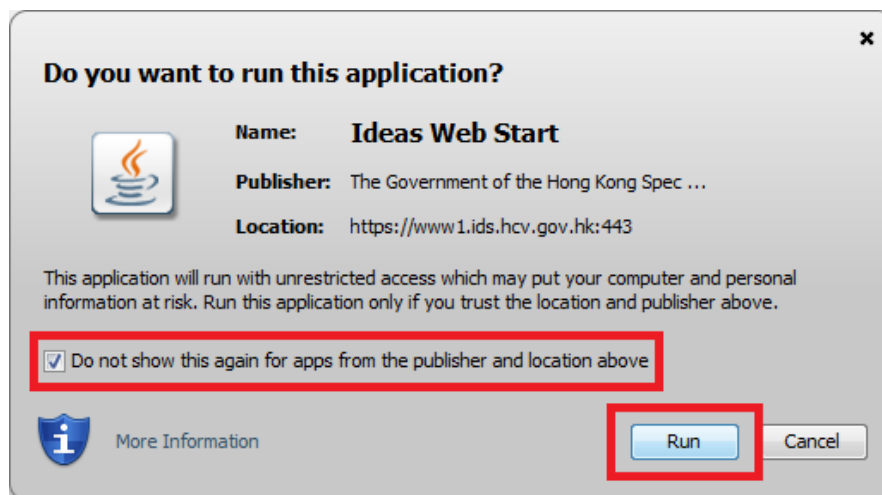 Do you want to run this application?
Name: Ideas Web Start
Publisher: The Government of the Hong Kong Spec ...
Location: https://www1.ids.hcv.gov.hk:443
This application will run with unrestricted access which may put your computer and personal
information at risk. Run this application only if you trust the location and publisher above.
Do not show this again for apps from the publisher and location above
More Information
Run
Cancel